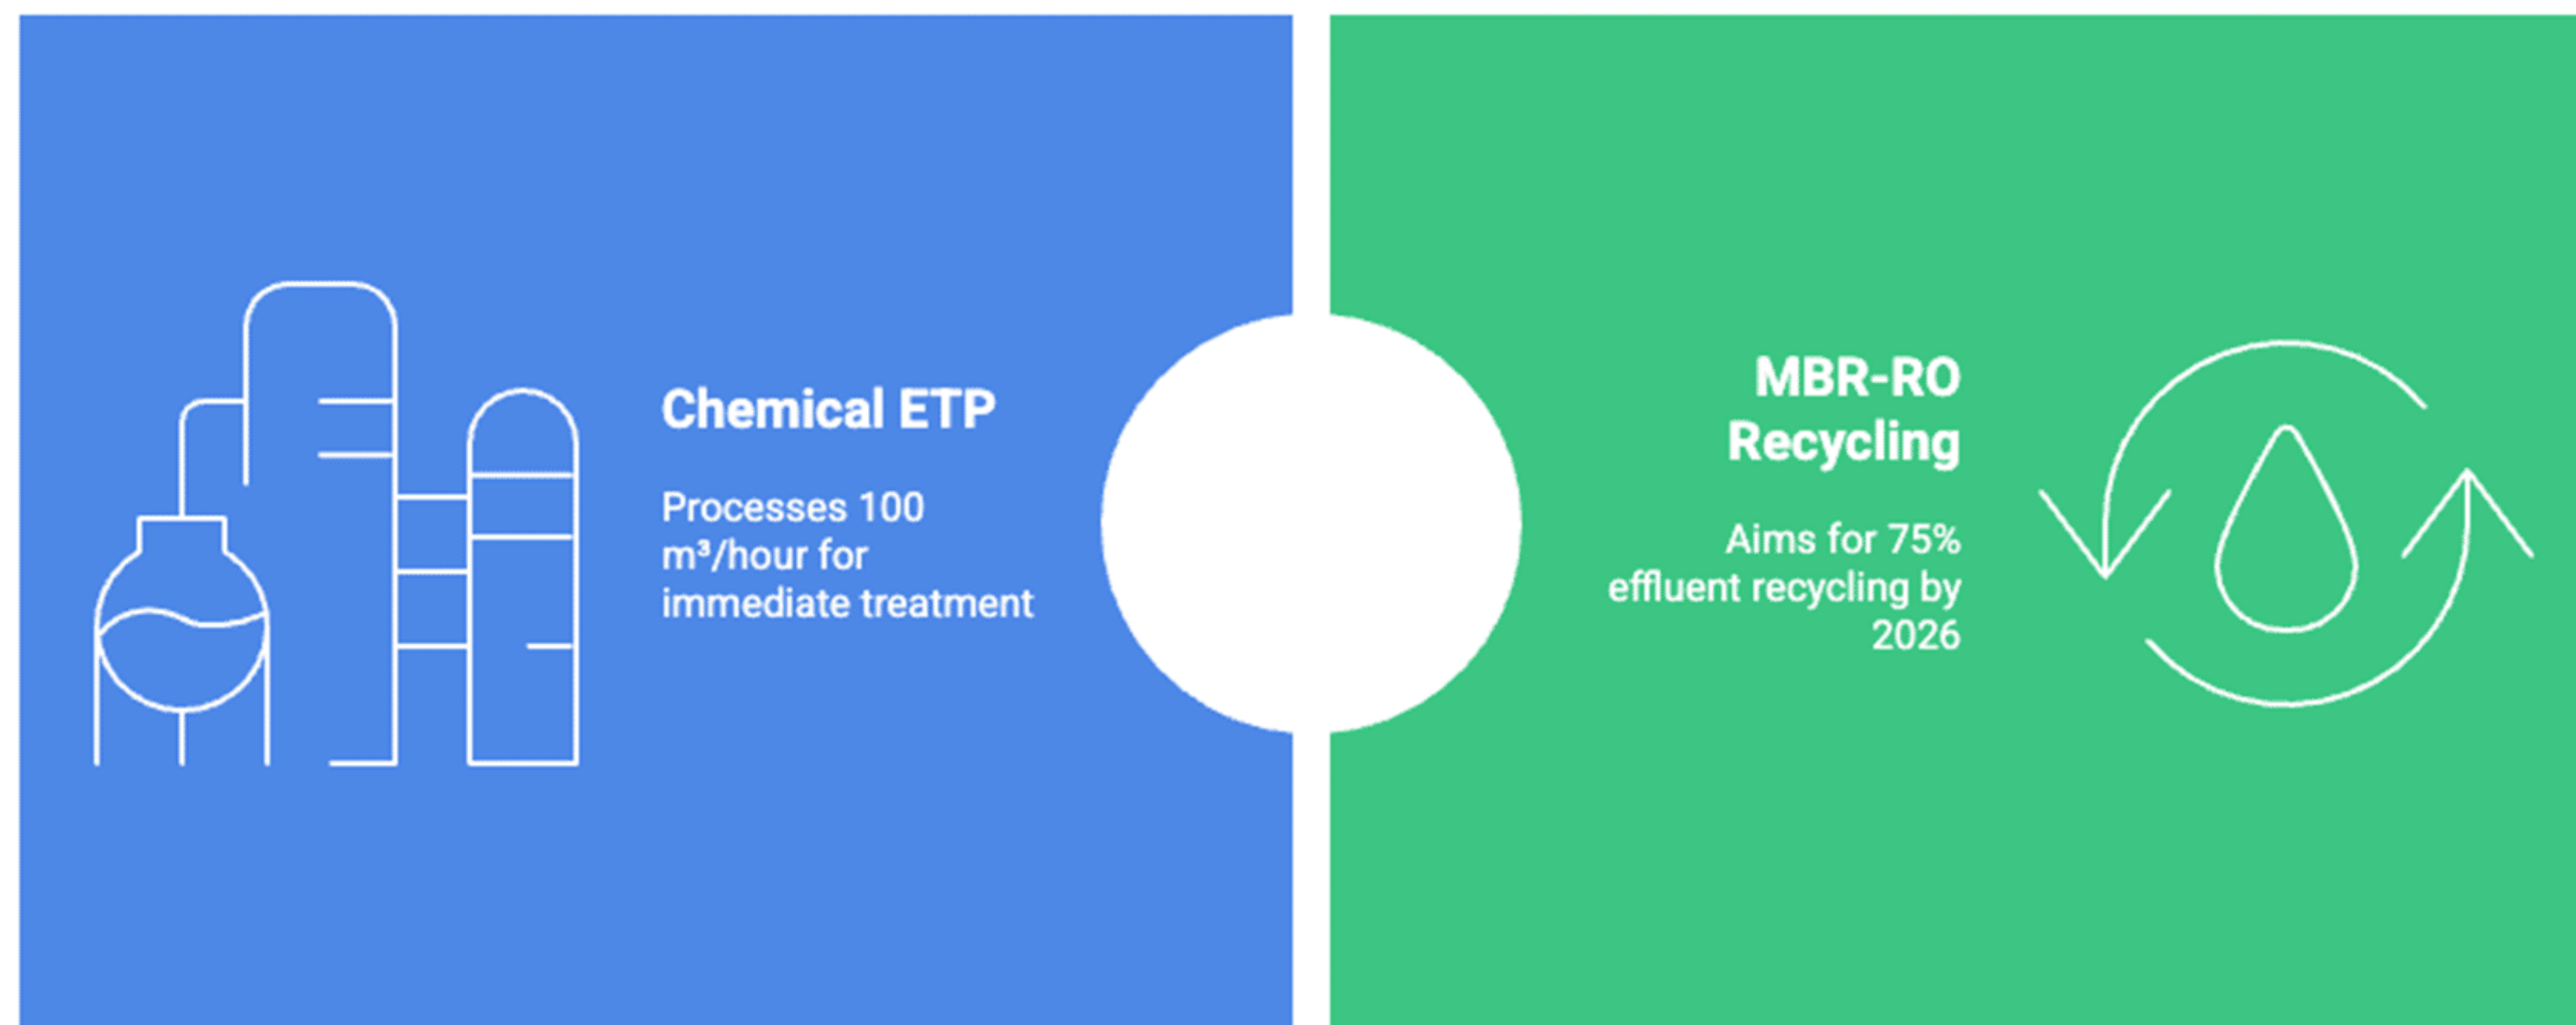 Chemical ETP
Processes 100
m³/hour for
immediate treatment
MBR-RO
Recycling
Aims for 75%
effluent recycling by
2026